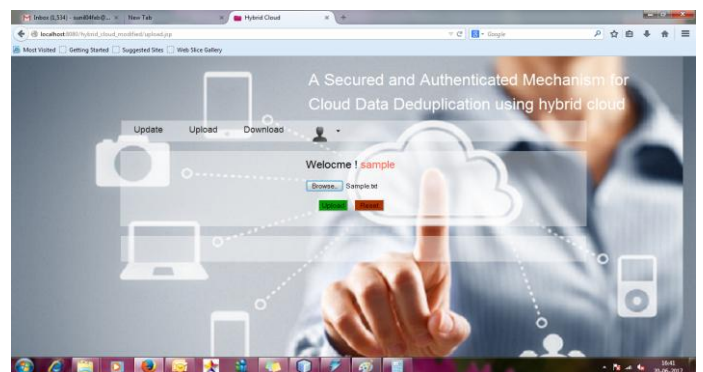 Inbox (1,534) - sunil04feb@... ×
New Tab ×
Hybrid Cloud ×
localhost:8080/hybrid_cloud_modified/upload.jsp
Google
Most Visited
Getting Started
Suggested Sites
Web Slice Gallery
A Secured and Authenticated Mechanism for
Cloud Data Deduplication using hybrid cloud
Update
Upload
Download
Welocme ! sample
Browse..
Sample.txt
Upload
Reset
16:41